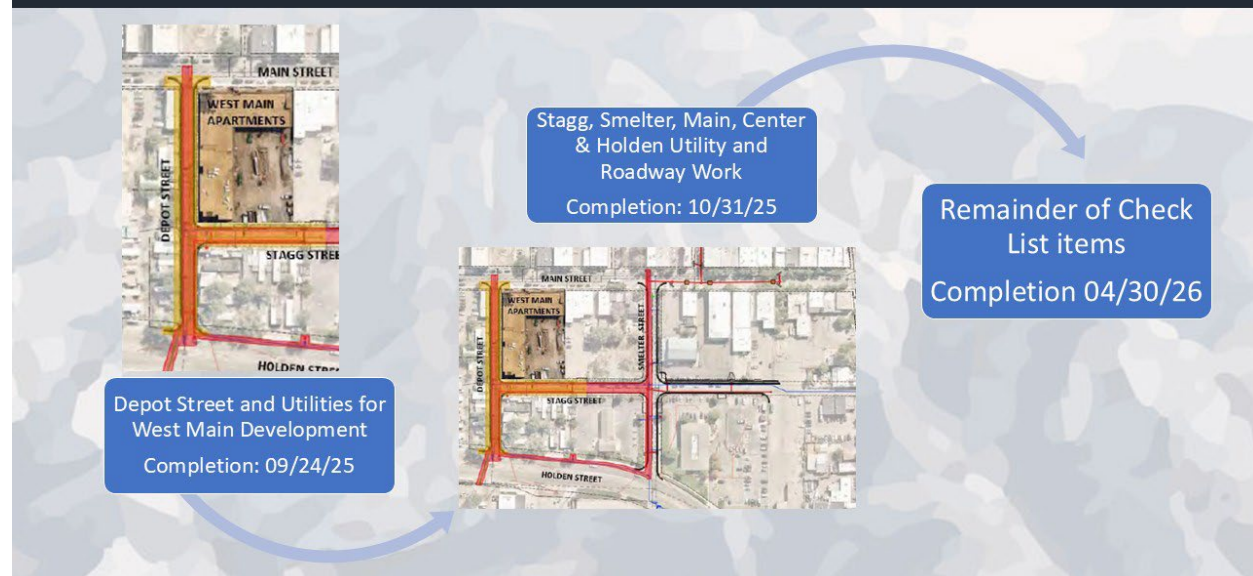 MAIN STREET
WEST MAIN
APARTMENTS
DEPOT STREET
STAGG STREE
HOLDEN STREE
Depot Street and Utilities for
West Main Development
Completion: 09/24/25
Stagg, Smelter, Main, Center
& Holden Utility and
Roadway Work
Completion: 10/31/25
MAIN STREET
WEST MAIN
APARTMENTS
DEPOT STREET
SMELTER STREET
STAGG STREET
HOLDEN STREET
Remainder of Check
List items
Completion 04/30/26